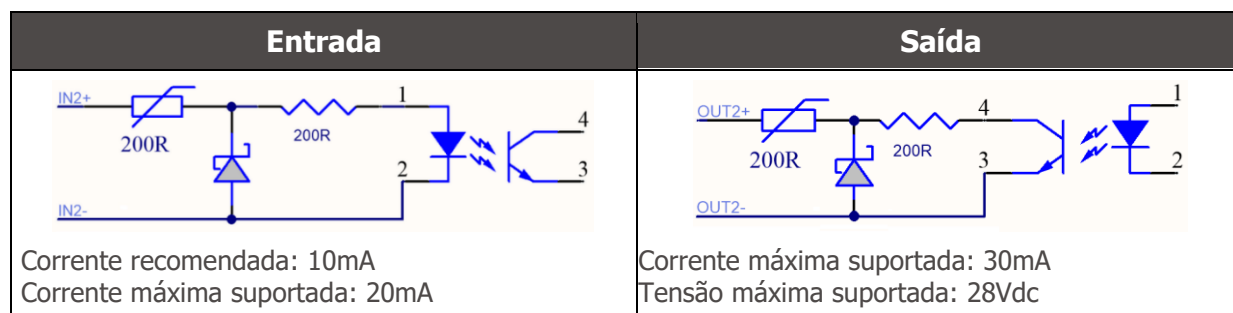 Entrada
Saída
IN2+
200R
200R
1
2
4
3
IN2-
OUT2+
200R
200R
4
3
1
2
OUT2-
Corrente recomendada: 10mA
Corrente máxima suportada: 20mA
Corrente máxima suportada: 30mA
Tensão máxima suportada: 28Vdc